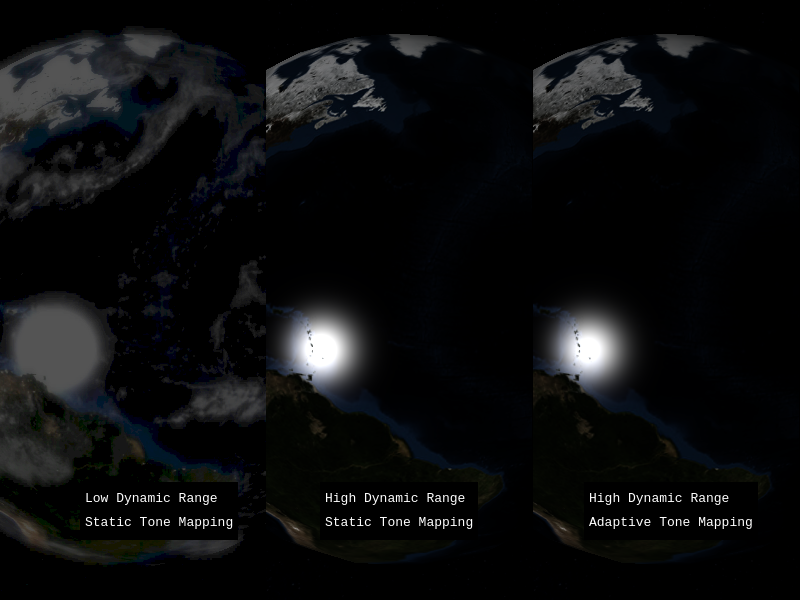 Low Dynamic Range
Static Tone Mapping
High Dynamic Range
Static Tone Mapping
High Dynamic Range
Adaptive Tone Mapping